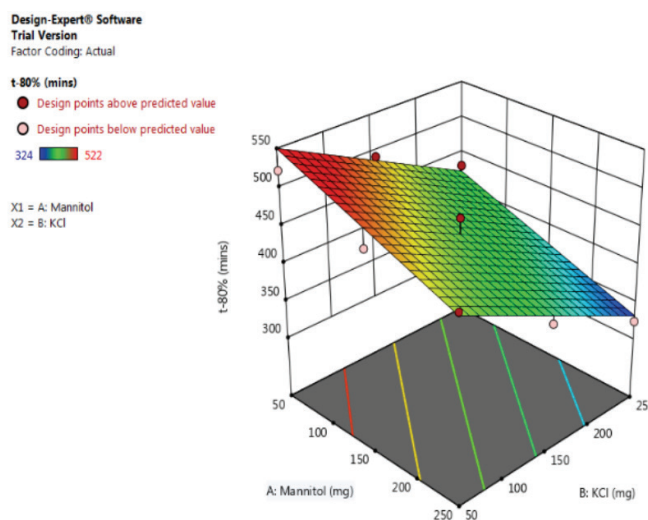 Design-Expert® Software
Trial Version
Factor Coding: Actual
t-80% (mins)
Design points above predicted value
Design points below predicted value
324 522
X1 = A: Mannitol
X2 = B: KCl
t-80% (mins)
550
500
450
400
350
300
50
100
150
200
250
A: Mannitol (mg)
50
100
150
200
25
B: KCl (mg)